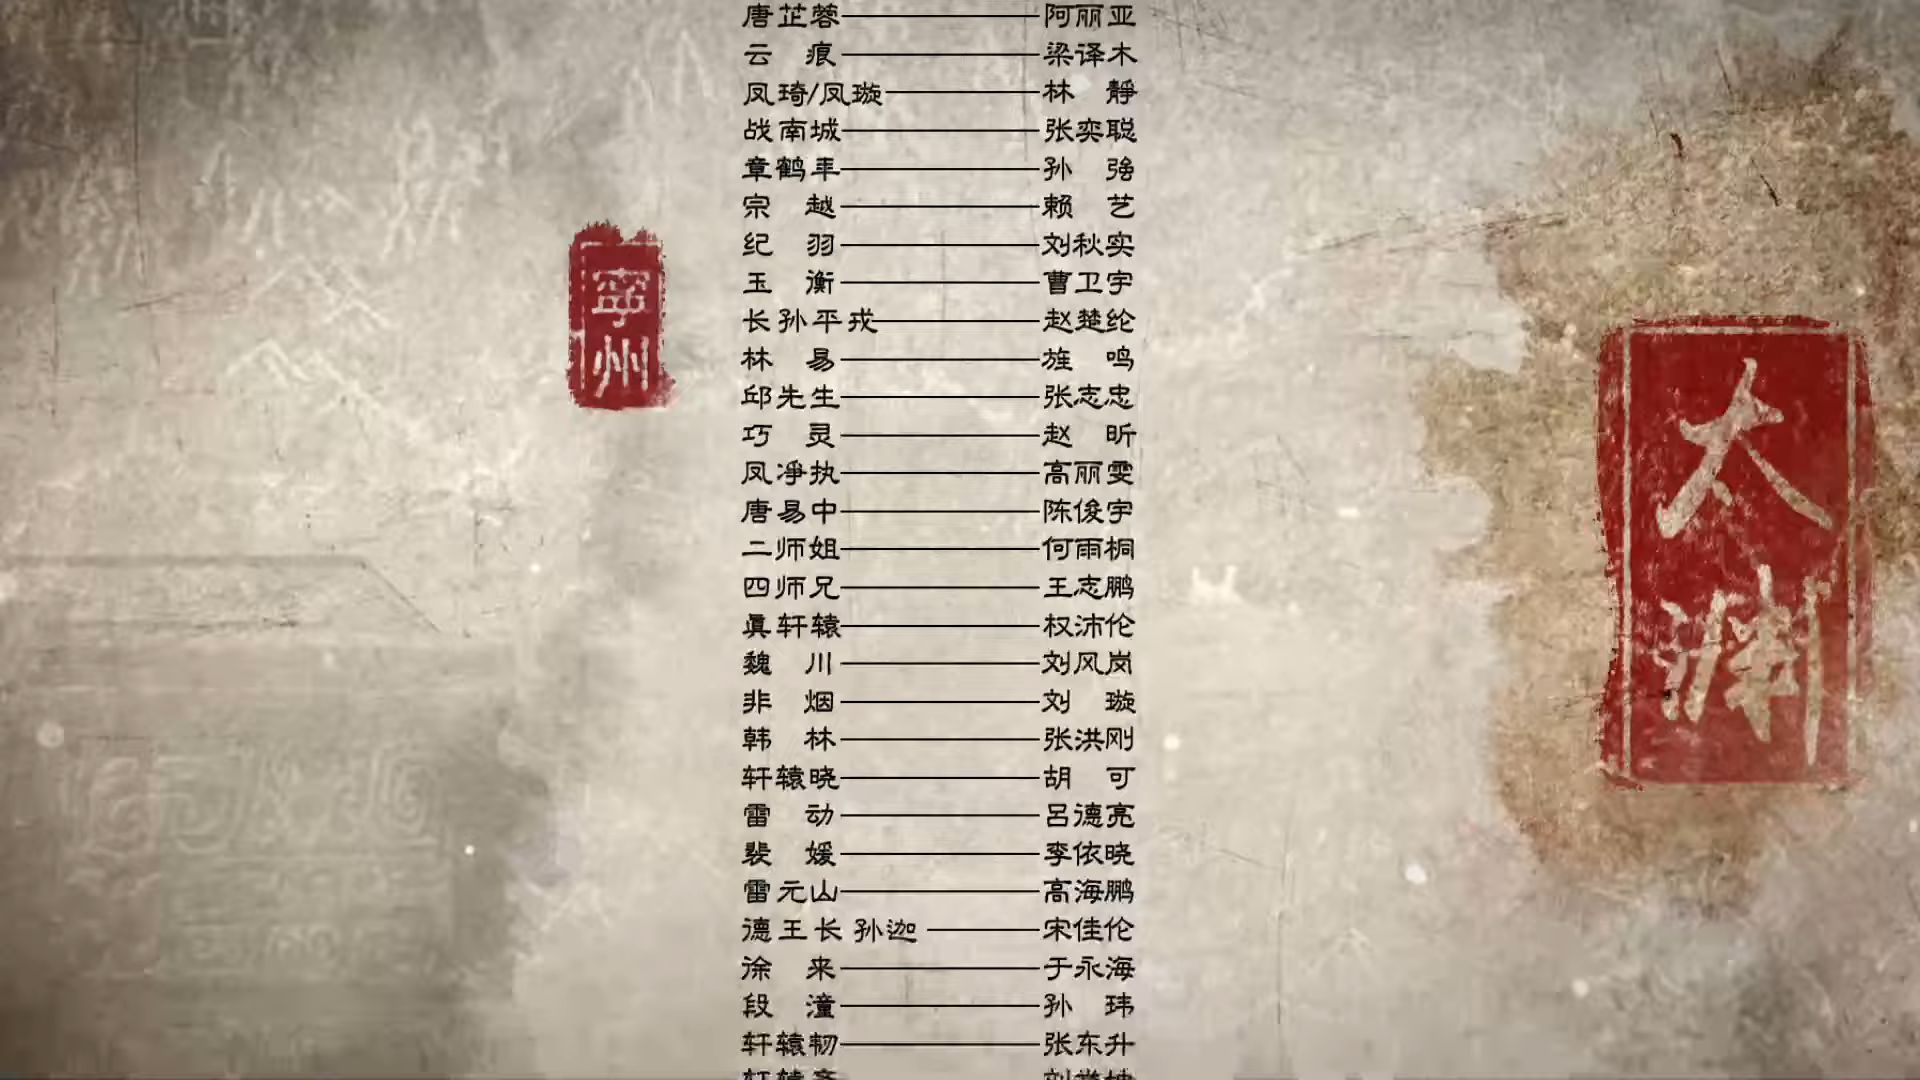 唐芷蓉——阿丽亚
云痕——梁译木
凤琦/凤璇——林静
战南城——张奕聪
章鹤年——孙强
宗越——赖艺
纪羽——刘秋实
玉衡——曹卫宇
长孙平戎——赵楚纶
林易——旌鸣
邱先生——张志忠
巧灵——赵昕
凤净执——高丽雯
唐易中——陈俊宇
二师姐——何雨桐
四师兄——王志鹏
真轩辕——权沛伦
魏川——刘风岗
非烟——刘璇
韩林——张洪刚
轩辕晓——胡可
雷动——吕德亮
裴媛——李依晓
雷元山——高海鹏
德王长孙迦——宋佳伦
徐来——于永海
段潼——孙玮
轩辕韧——张东升
寜州
太渊